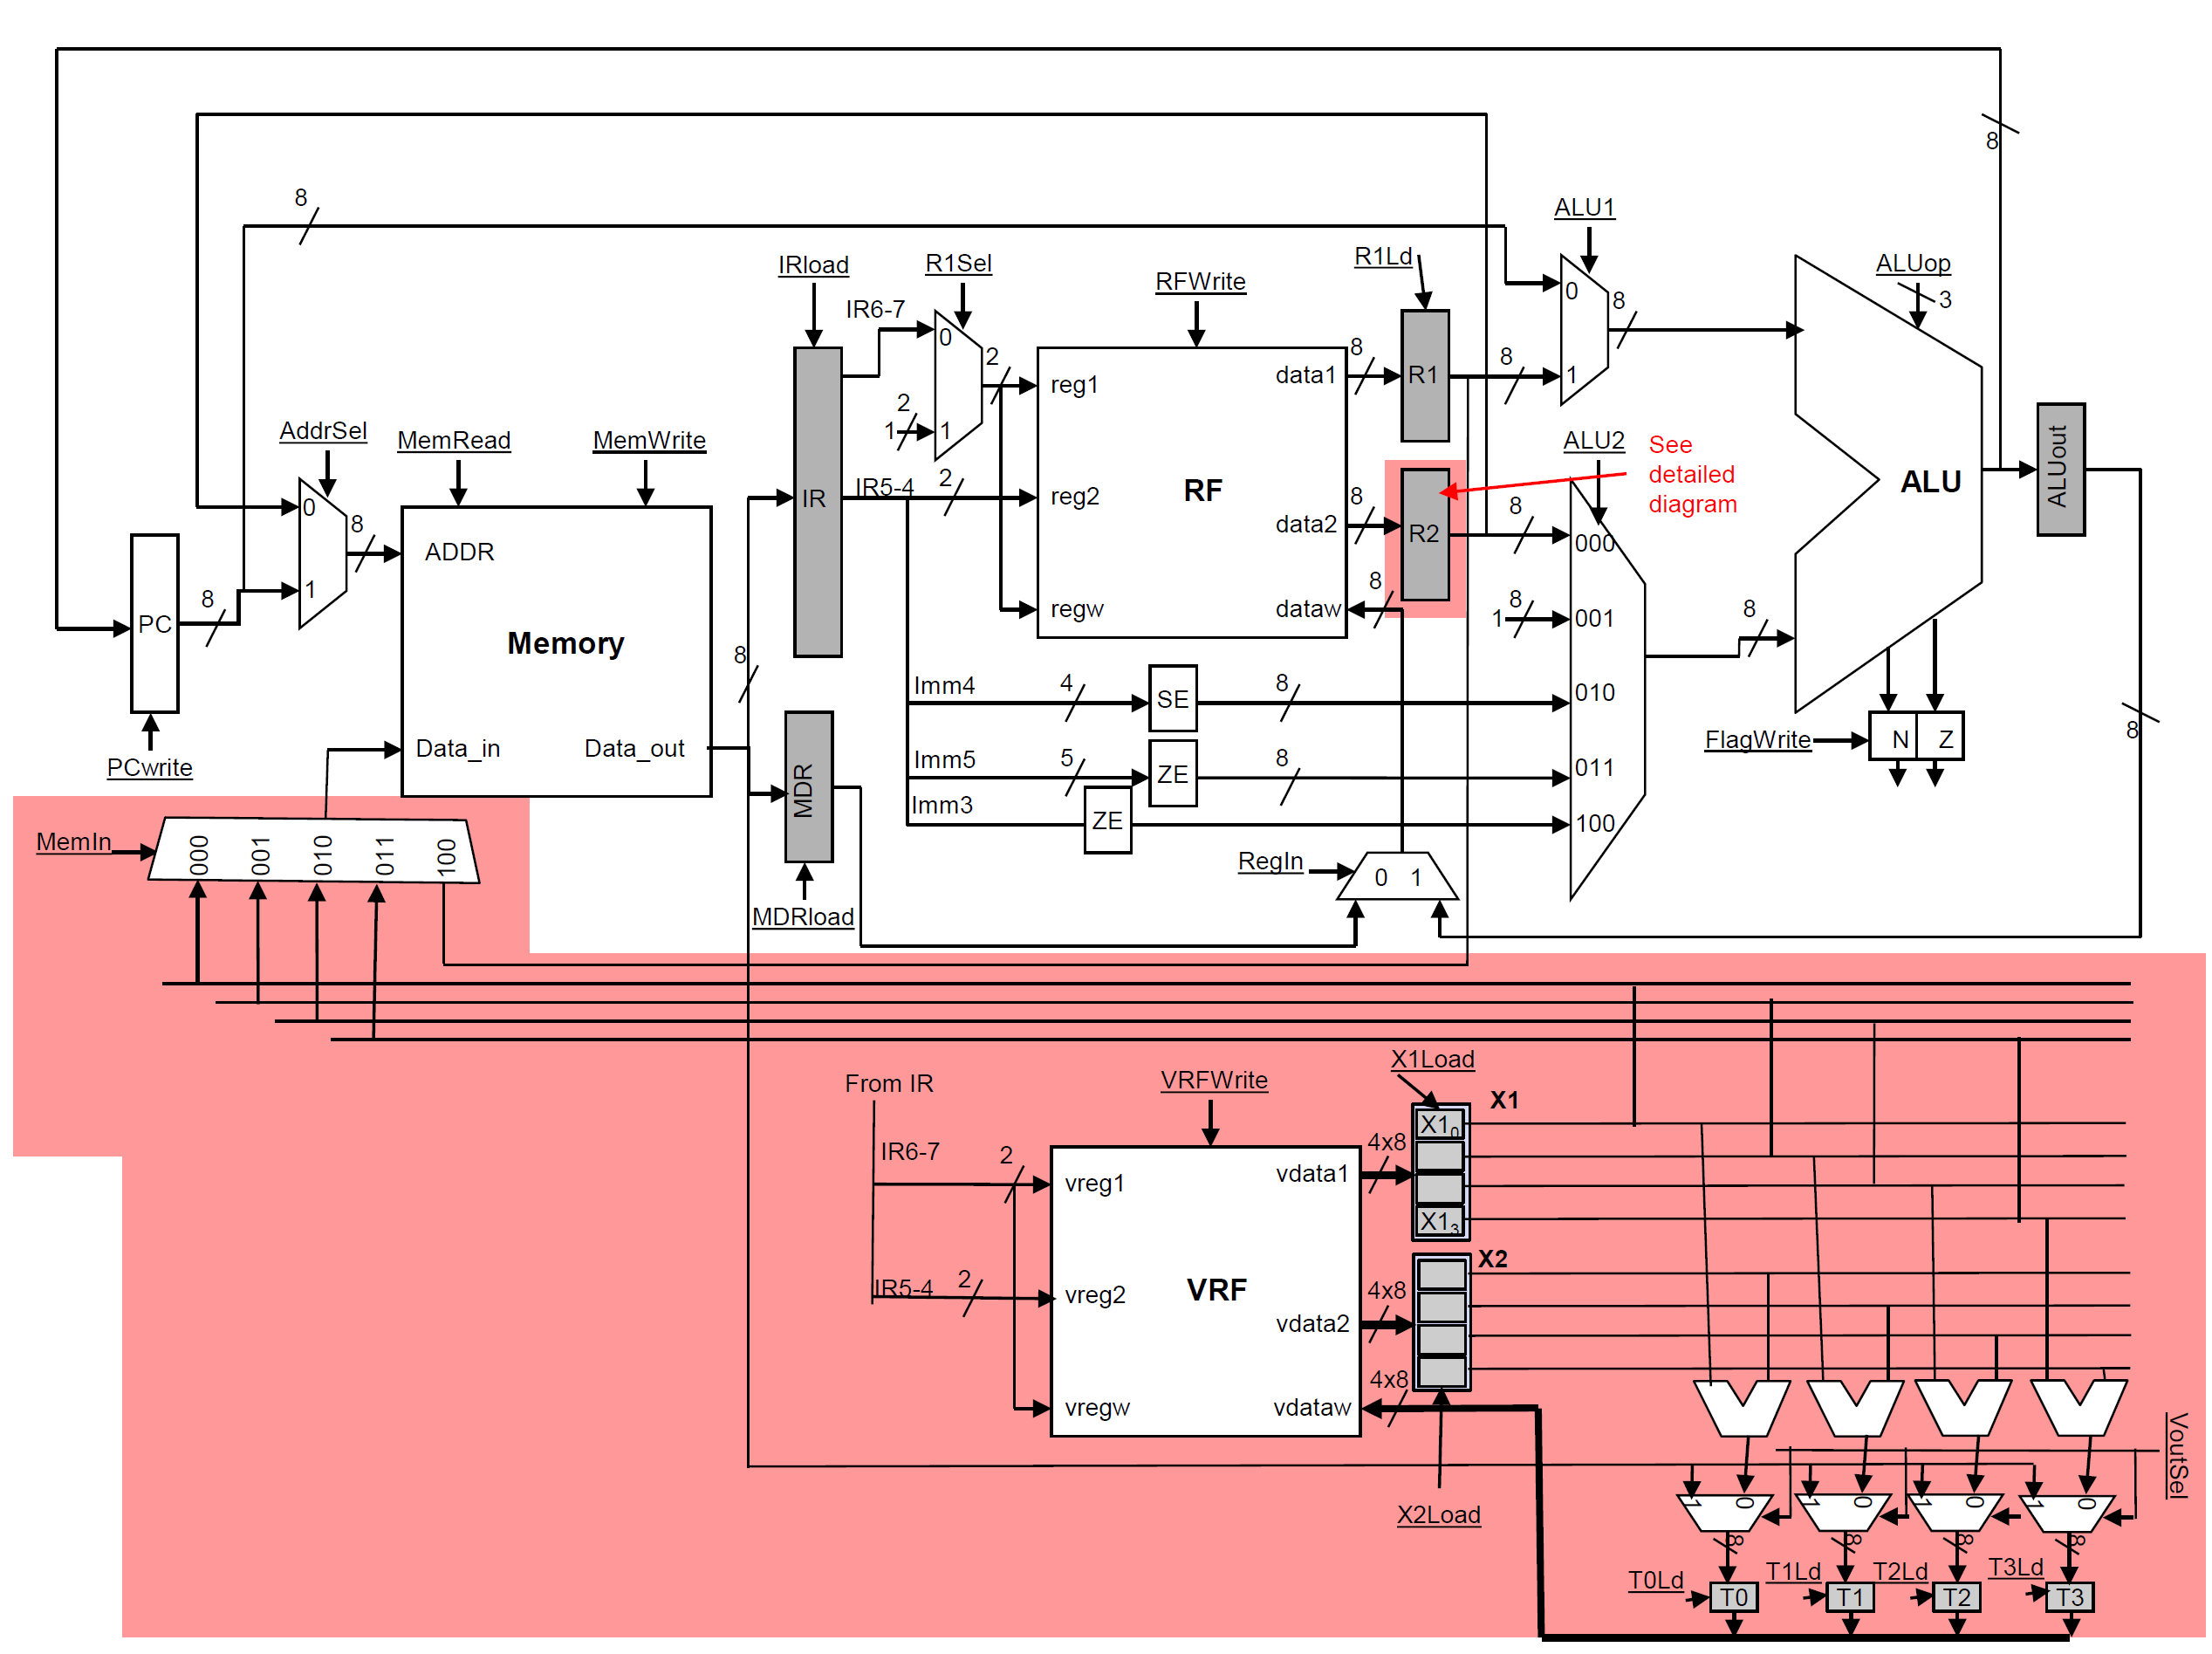 8
8
ALU1
IRload
R1Sel
RFWrite
R1Ld
ALUop
3
IR6-7
0
2
0
8
8
reg1
data1
R1
8
1
2
1
1
AddrSel
MemRead
MemWrite
ALU2
See
detailed
diagram
ALU
ALUout
IR
IR5-4
2
reg2
RF
8
data2
R2
8
000
0
8
ADDR
PC
8
1
8
1
8
001
regw
dataw
8
Memory
8
Imm4
4
SE
8
010
Data_in
Data_out
PCwrite
MDR
Imm5
5
ZE
8
011
FlagWrite
N
Z
8
Imm3
ZE
100
MemIn
000
001
010
011
100
RegIn
0
1
MDRload
From IR
VRFWrite
X1Load
X1
X10
IR6-7
2
4x8
vreg1
vdata1
X13
X2
IR5-4
2
vreg2
VRF
4x8
vdata2
4x8
vregw
vdataw
VoutSel
X2Load
1
0
1
0
1
0
1
0
8
8
8
8
T0Ld
T1Ld
T2Ld
T3Ld
T0
T1
T2
T3